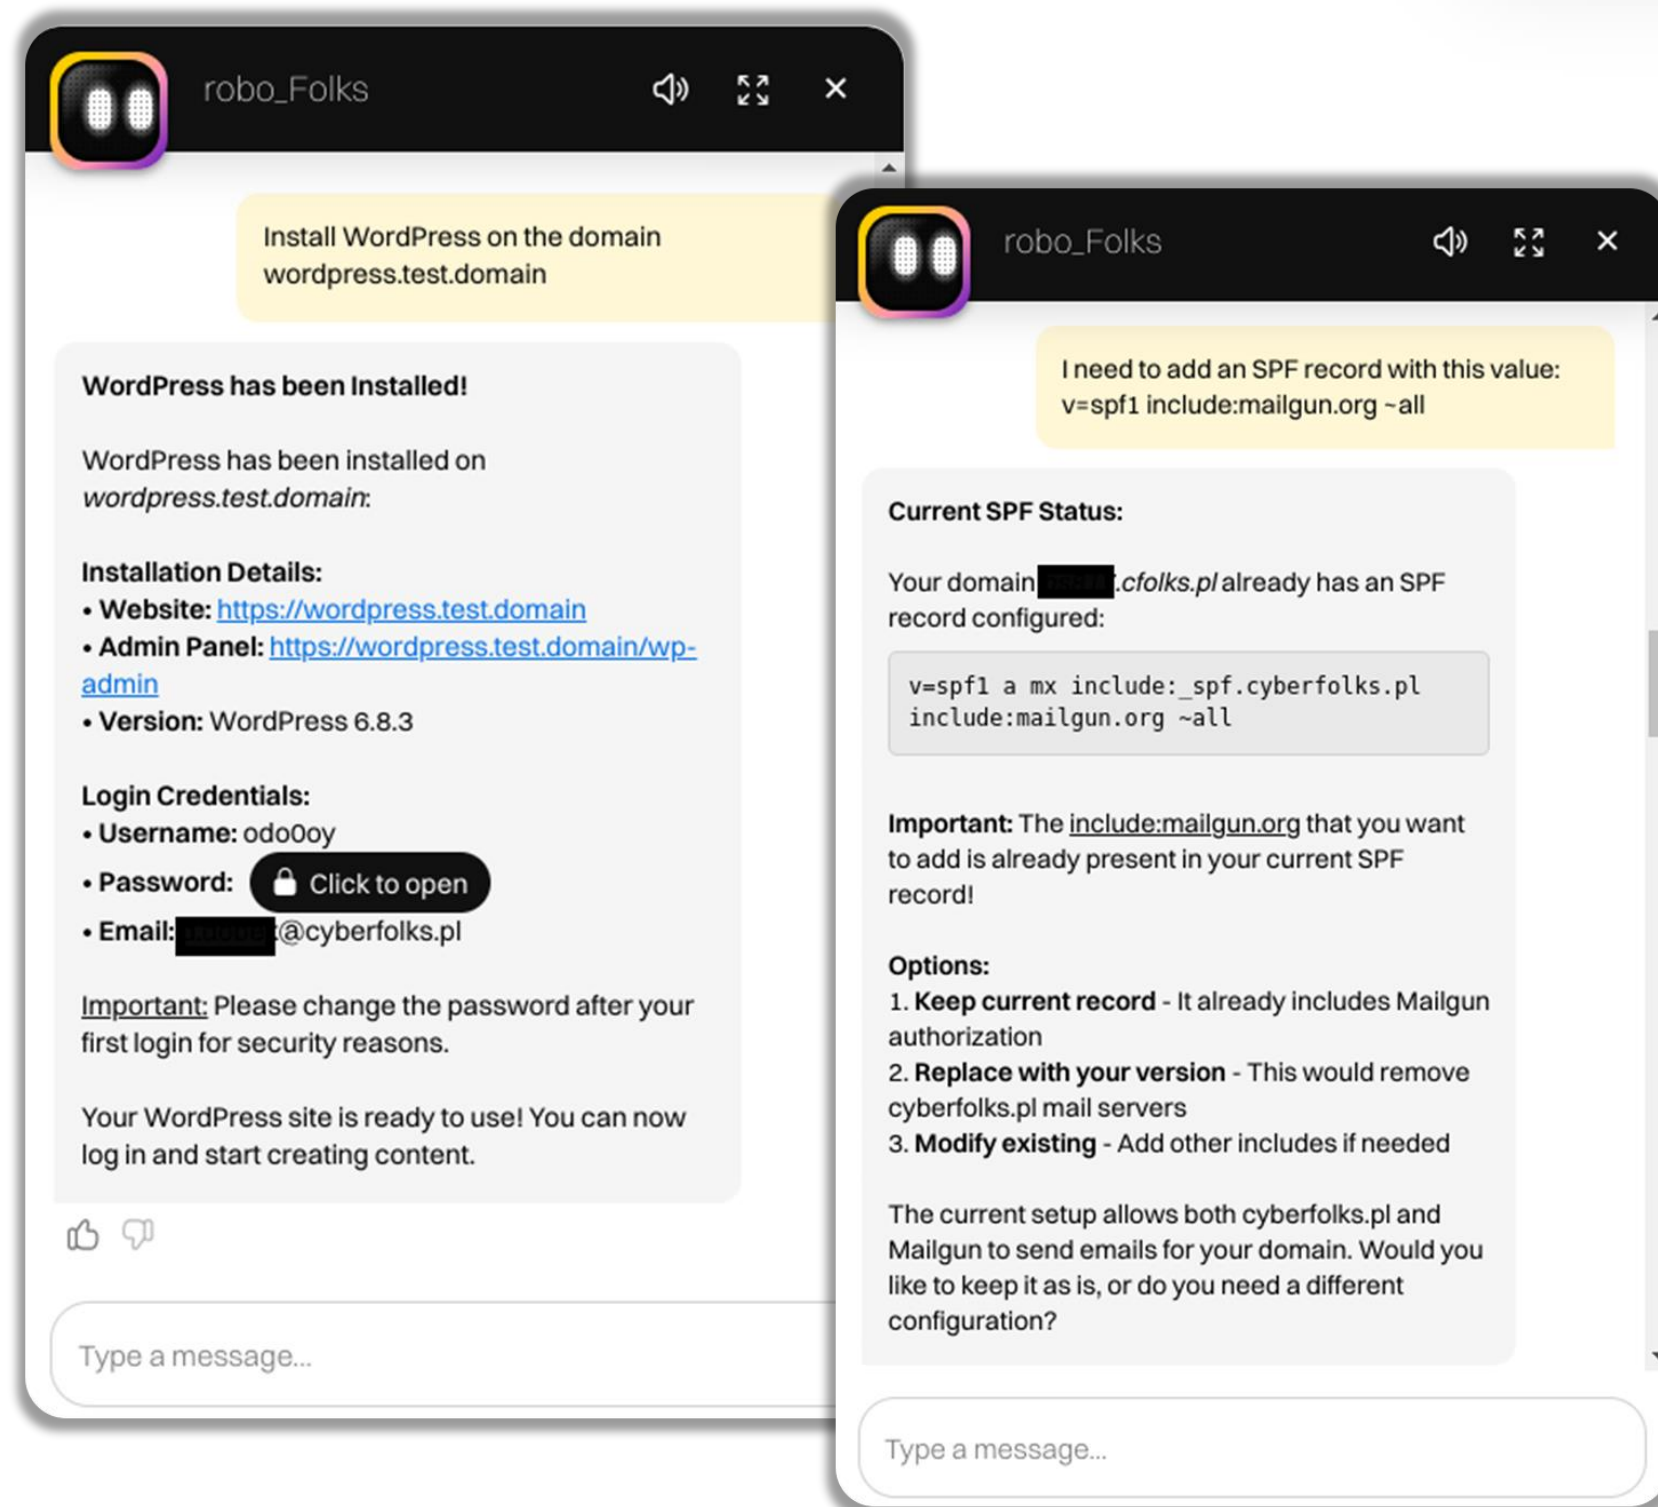 robo_Folks
Install WordPress on the domain
wordpress.test.domain
WordPress has been Installed!
WordPress has been installed on
wordpress.test.domain:
Installation Details:
• Website: https://wordpress.test.domain
• Admin Panel: https://wordpress.test.domain/wp-
admin
• Version: WordPress 6.8.3
Login Credentials:
• Username: odo0oy
• Password: Click to open
• Email: @cyberfolks.pl
Important: Please change the password after your
first login for security reasons.
Your WordPress site is ready to use! You can now
log in and start creating content.
Type a message...
robo_Folks
I need to add an SPF record with this value:
v=spf1 include:mailgun.org ~all
Current SPF Status:
Your domain .cfolks.pl already has an SPF
record configured:
v=spf1 a mx include:_spf.cyberfolks.pl
include:mailgun.org ~all
Important: The include:mailgun.org that you want
to add is already present in your current SPF
record!
Options:
1. Keep current record - It already includes Mailgun
authorization
2. Replace with your version - This would remove
cyberfolks.pl mail servers
3. Modify existing - Add other includes if needed
The current setup allows both cyberfolks.pl and
Mailgun to send emails for your domain. Would you
like to keep it as is, or do you need a different
configuration?
Type a message...